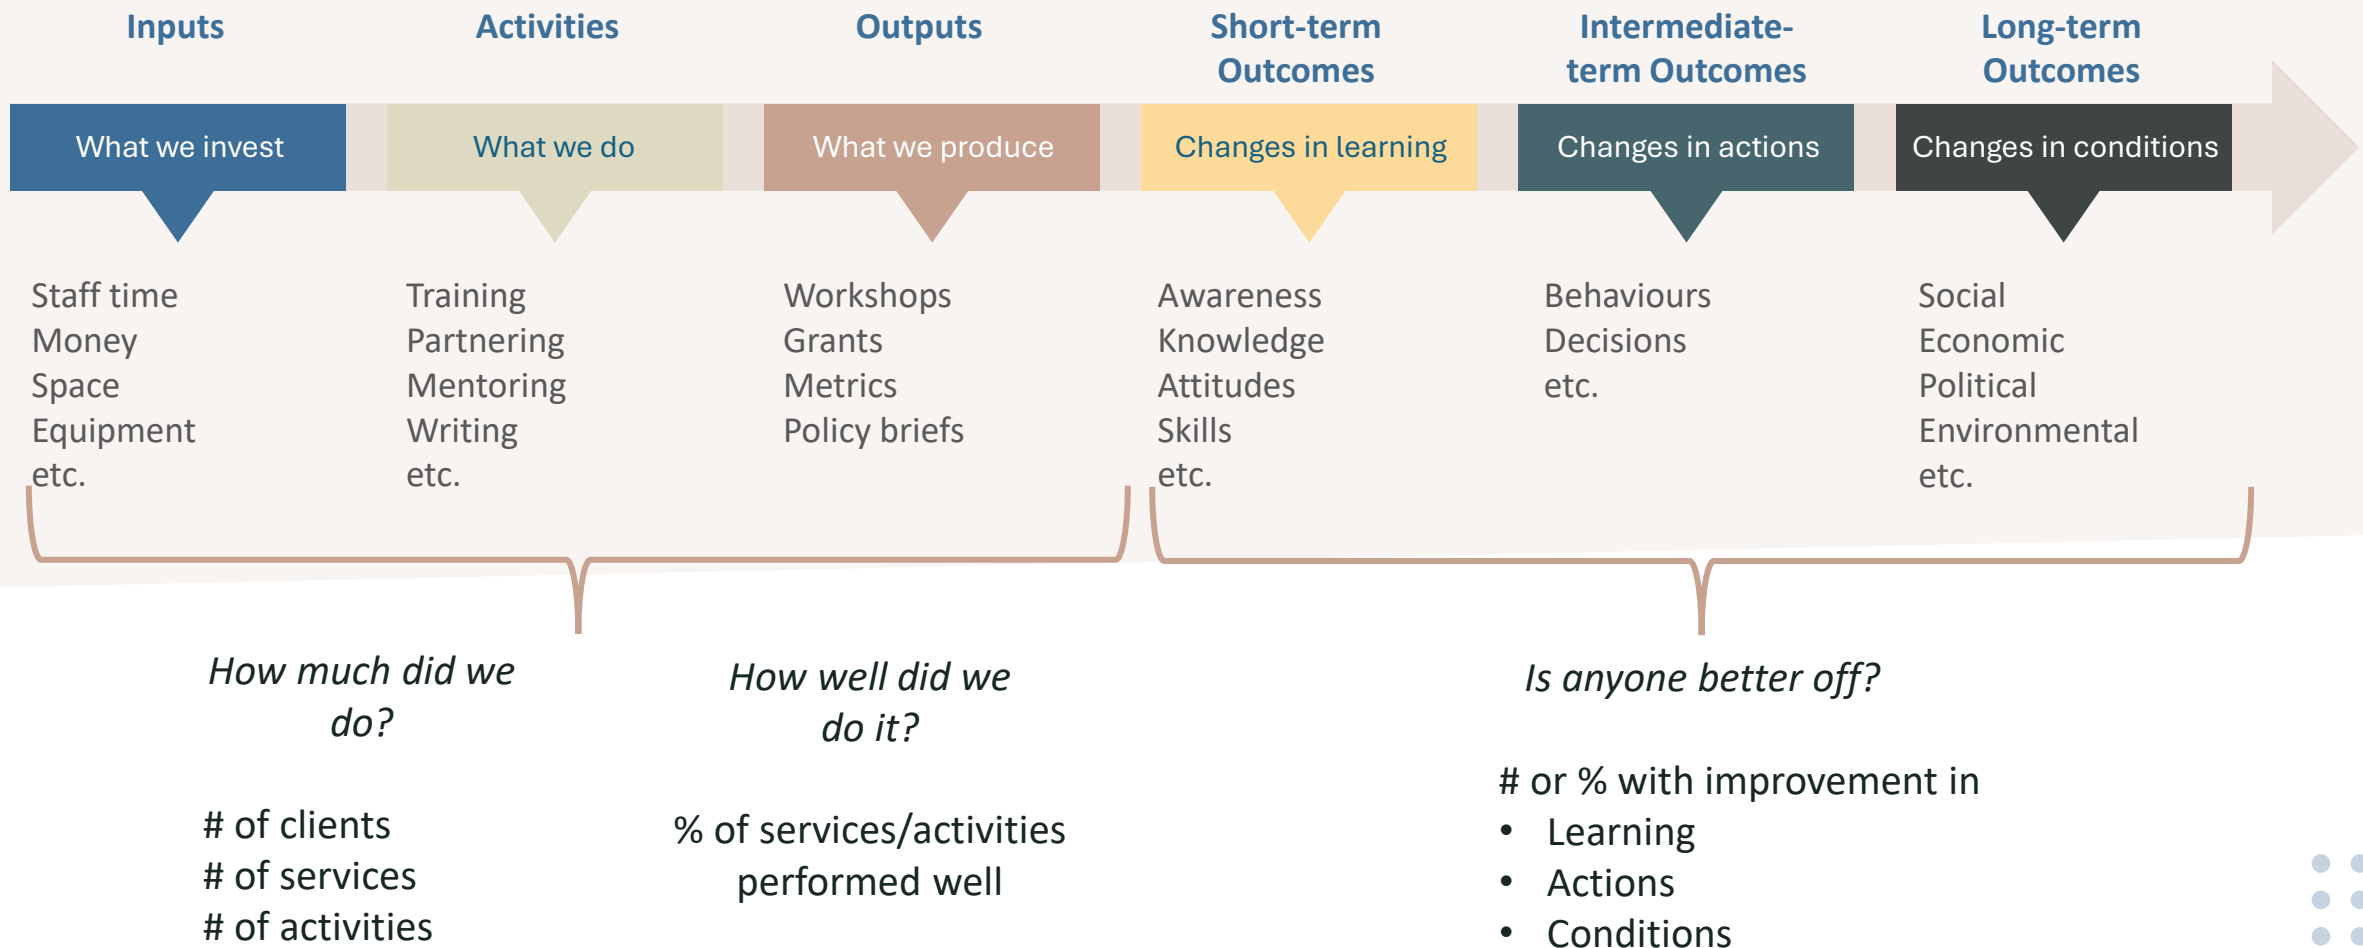 Inputs
Activities
Outputs
Short-term
Outcomes
Intermediate-
term Outcomes
Long-term
Outcomes
What we invest
What we do
What we produce
Changes in learning
Changes in actions
Changes in conditions
Staff time
Money
Space
Equipment
etc.
Training
Partnering
Mentoring
Writing
etc.
Workshops
Grants
Metrics
Policy briefs
Awareness
Knowledge
Attitudes
Skills
etc.
Behaviours
Decisions
etc.
Social
Economic
Political
Environmental
etc.
How much did we
do?
# of clients
# of services
# of activities
How well did we
do it?
% of services/activities
performed well
Is anyone better off?
# or % with improvement in
• Learning
• Actions
• Conditions